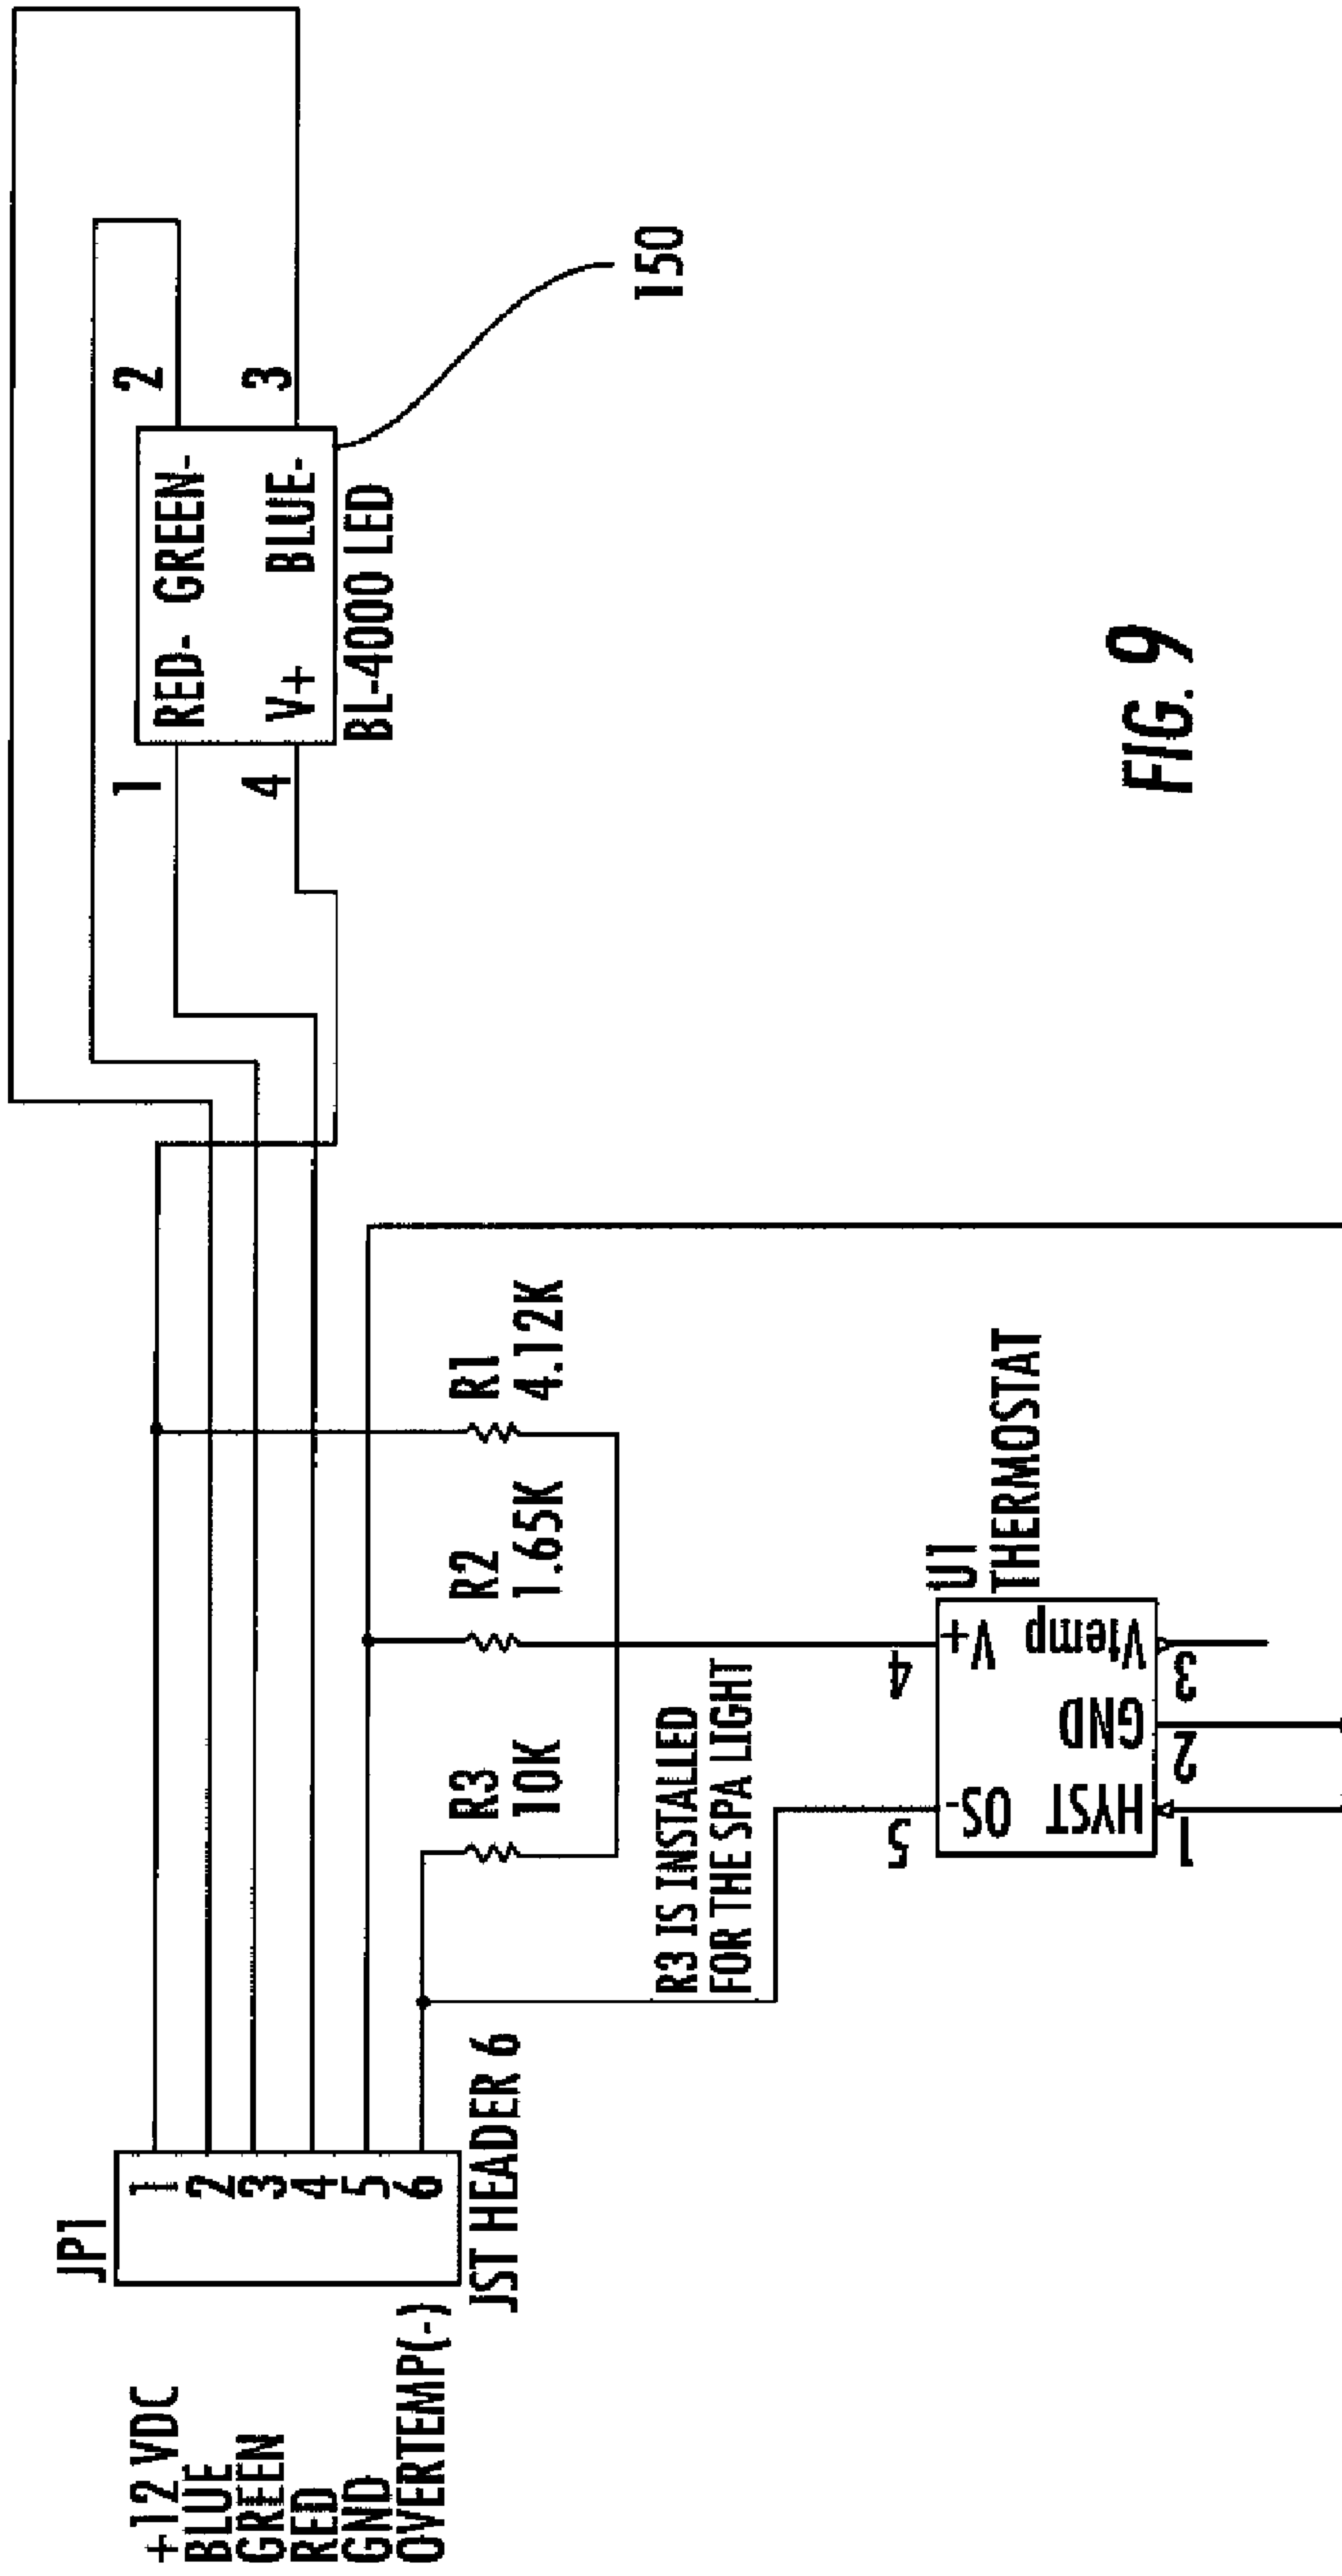 +12 VDC
BLUE
GREEN
RED
GND
OVERTEMP(-)
JP1
1
2
3
4
5
6
JST HEADER 6
R3
10K
R2
1.65K
R1
4.12K
R3 IS INSTALLED
FOR THE SPA LIGHT
U1
THERMOSTAT
5
4
OS-
V+
HYST
GND
Vtemp
1
2
3
1
2
RED- GREEN-
V+ BLUE-
4
3
BL-4000 LED
150
FIG. 9